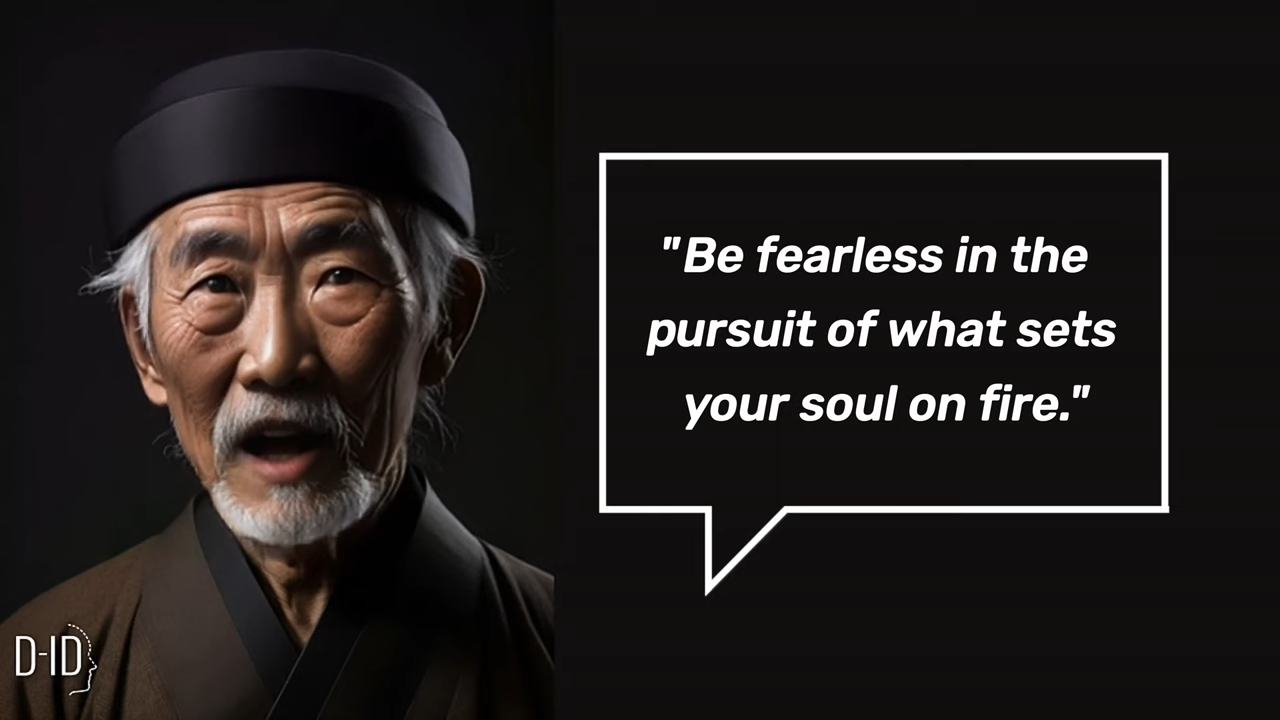 "Be fearless in the
pursuit of what sets
your soul on fire."
D-ID